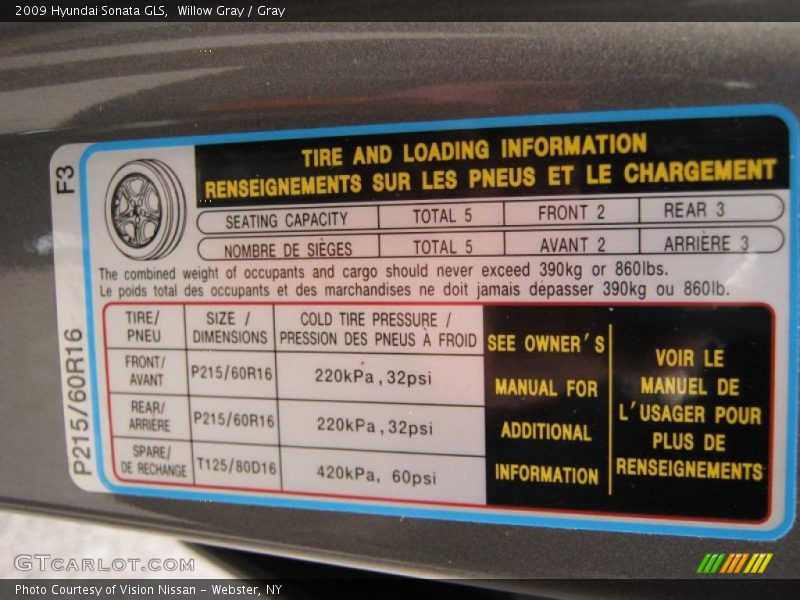 2009 Hyundai Sonata GLS, Willow Gray / Gray
F3
TIRE AND LOADING INFORMATION
RENSEIGNEMENTS SUR LES PNEUS ET LE CHARGEMENT
SEATING CAPACITY TOTAL 5 FRONT 2 REAR 3
NOMBRE DE SIÈGES TOTAL 5 AVANT 2 ARRIÈRE 3
The combined weight of occupants and cargo should never exceed 390kg or 860lbs.
Le poids total des occupants et des marchandises ne doit jamais dépasser 390kg ou 860lb.
P215/60R16
TIRE/
PNEU
SIZE /
DIMENSIONS
COLD TIRE PRESSURE /
PRESSION DES PNEUS À FROID
FRONT/
AVANT
P215/60R16
220kPa,32psi
REAR/
ARRIÈRE
P215/60R16
220kPa,32psi
SPARE/
DE RECHANGE
T125/80D16
420kPa, 60psi
SEE OWNER'S
MANUAL FOR
ADDITIONAL
INFORMATION
VOIR LE
MANUEL DE
L'USAGER POUR
PLUS DE
RENSEIGNEMENTS
GTCARLOT.COM
Photo Courtesy of Vision Nissan – Webster, NY